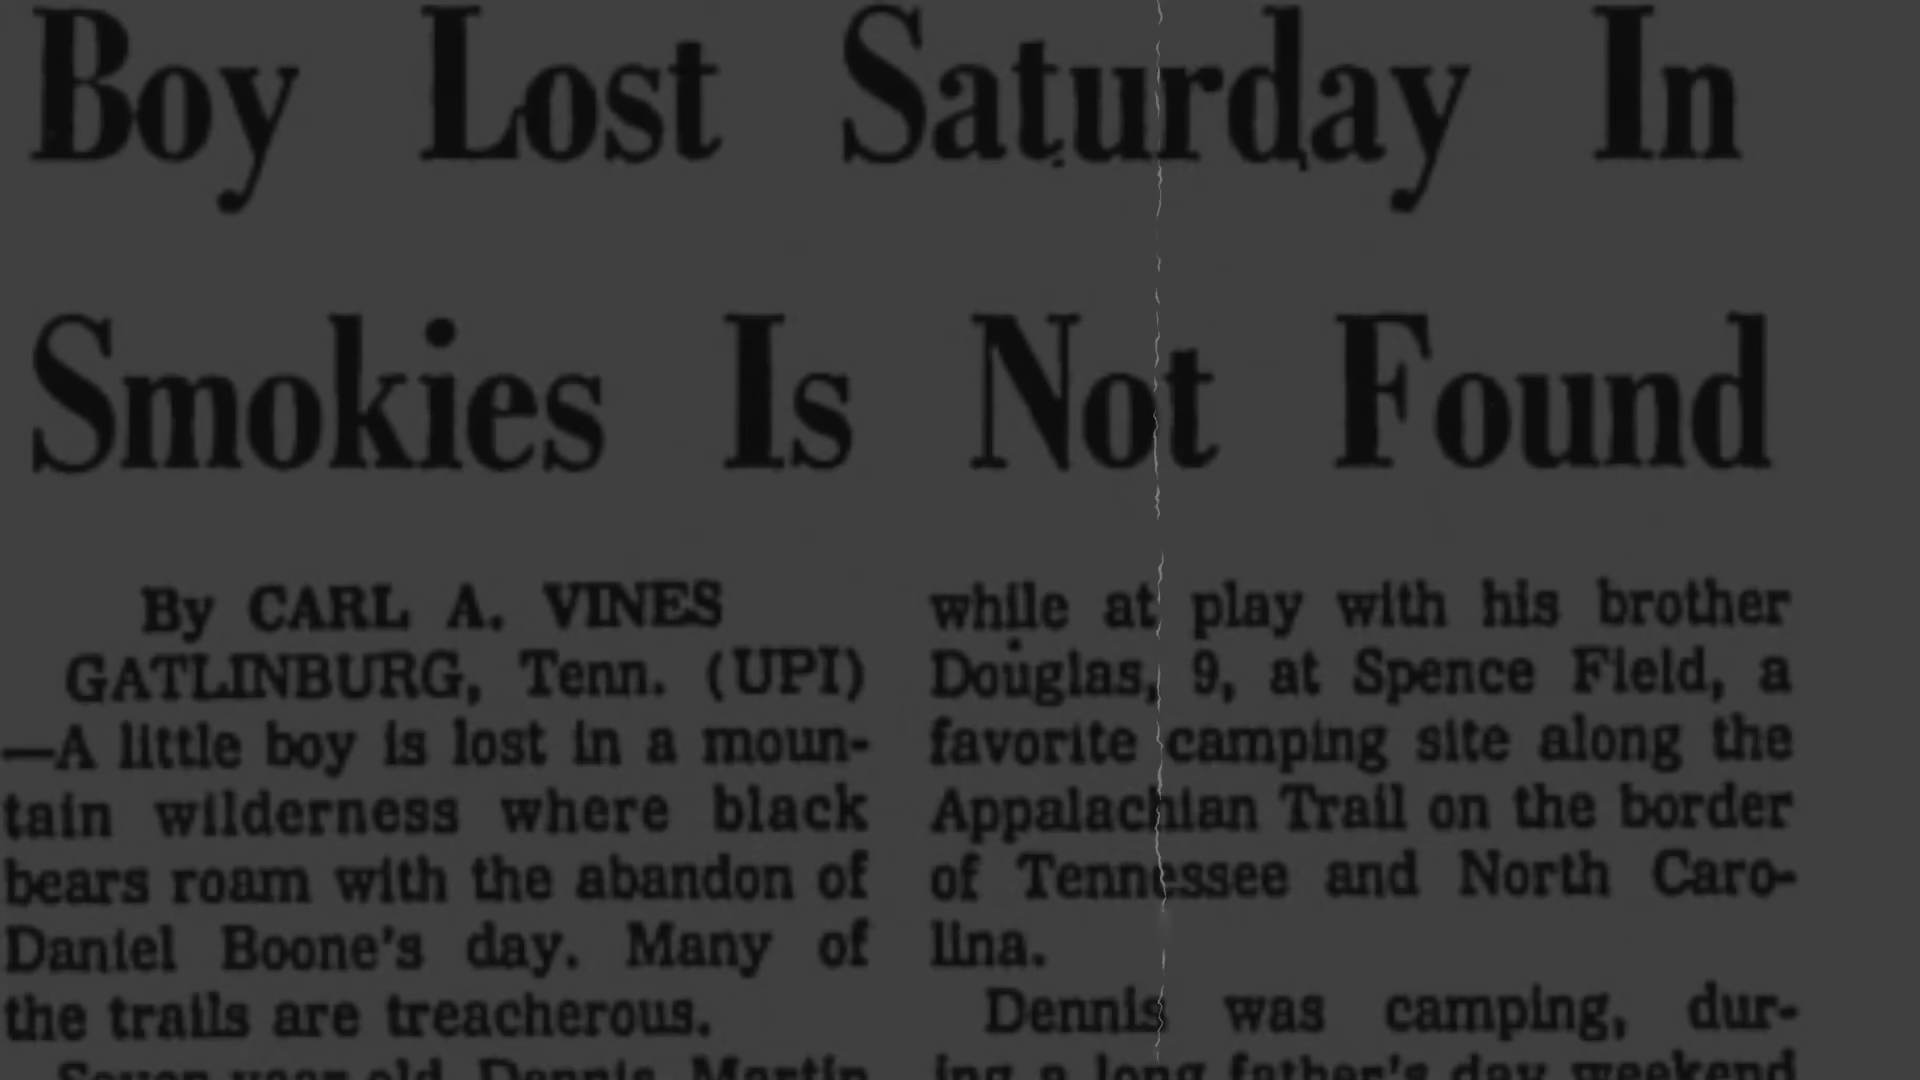 Boy Lost Saturday In
Smokies Is Not Found
By CARL A. VINES
GATLINBURG, Tenn. (UPI)
—A little boy is lost in a moun-
tain wilderness where black
bears roam with the abandon of
Daniel Boone's day. Many of
the trails are treacherous.
Seven-year-old Dennis Martin
while at play with his brother
Douglas, 9, at Spence Field, a
favorite camping site along the
Appalachian Trail on the border
of Tennessee and North Caro-
lina.
Dennis was camping, dur-
ing a long father's day weekend